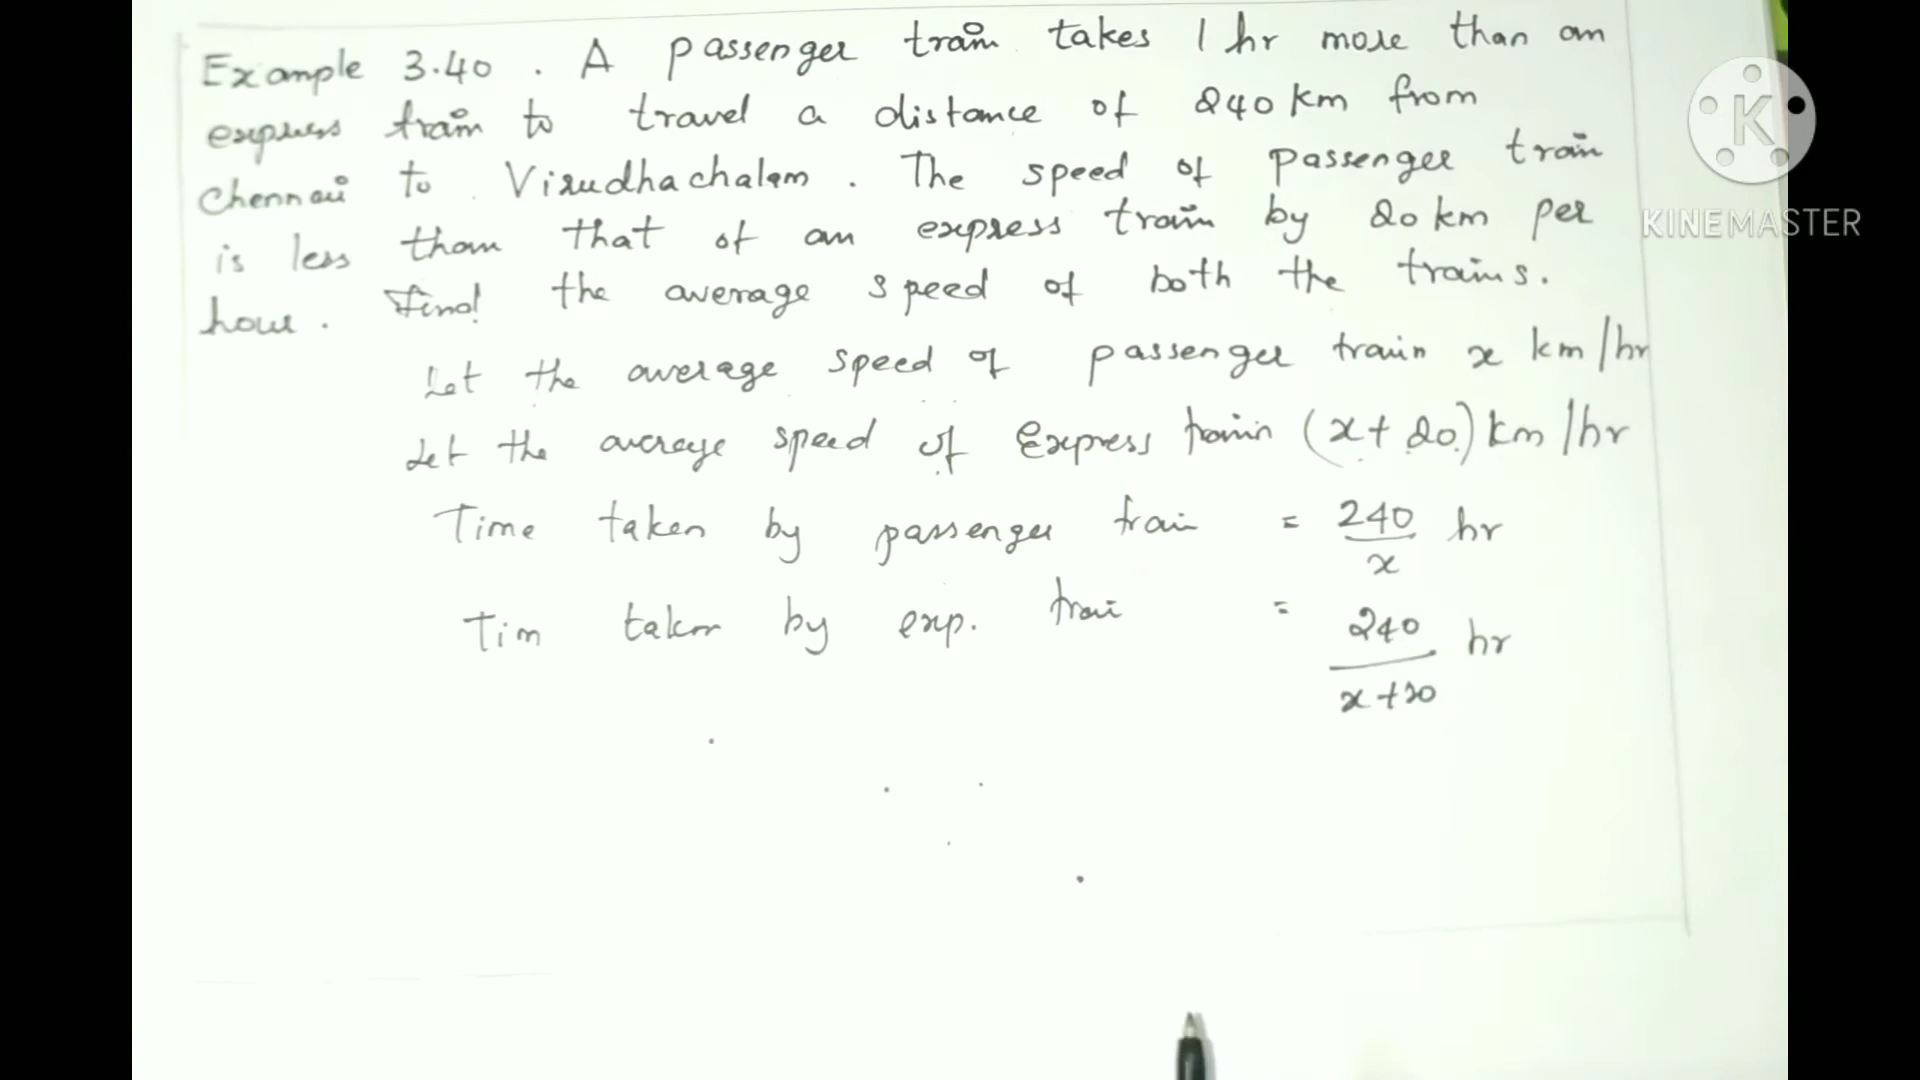 Example 3.40 . A passenger train takes 1 hr more than an
express train to travel a distance of 240 km from
Chennai to Virudhachalam . The speed of passenger train
is less than that of an express train by 20 km per
hour . Find the average speed of both the trains.
Let the average speed of passenger train x km/hr
Let the average speed of Express train (x+20) km/hr
Time taken by passenger train = 240/x hr
Tim taken by exp. trai = 240/x+20 hr
K
KINEMASTER